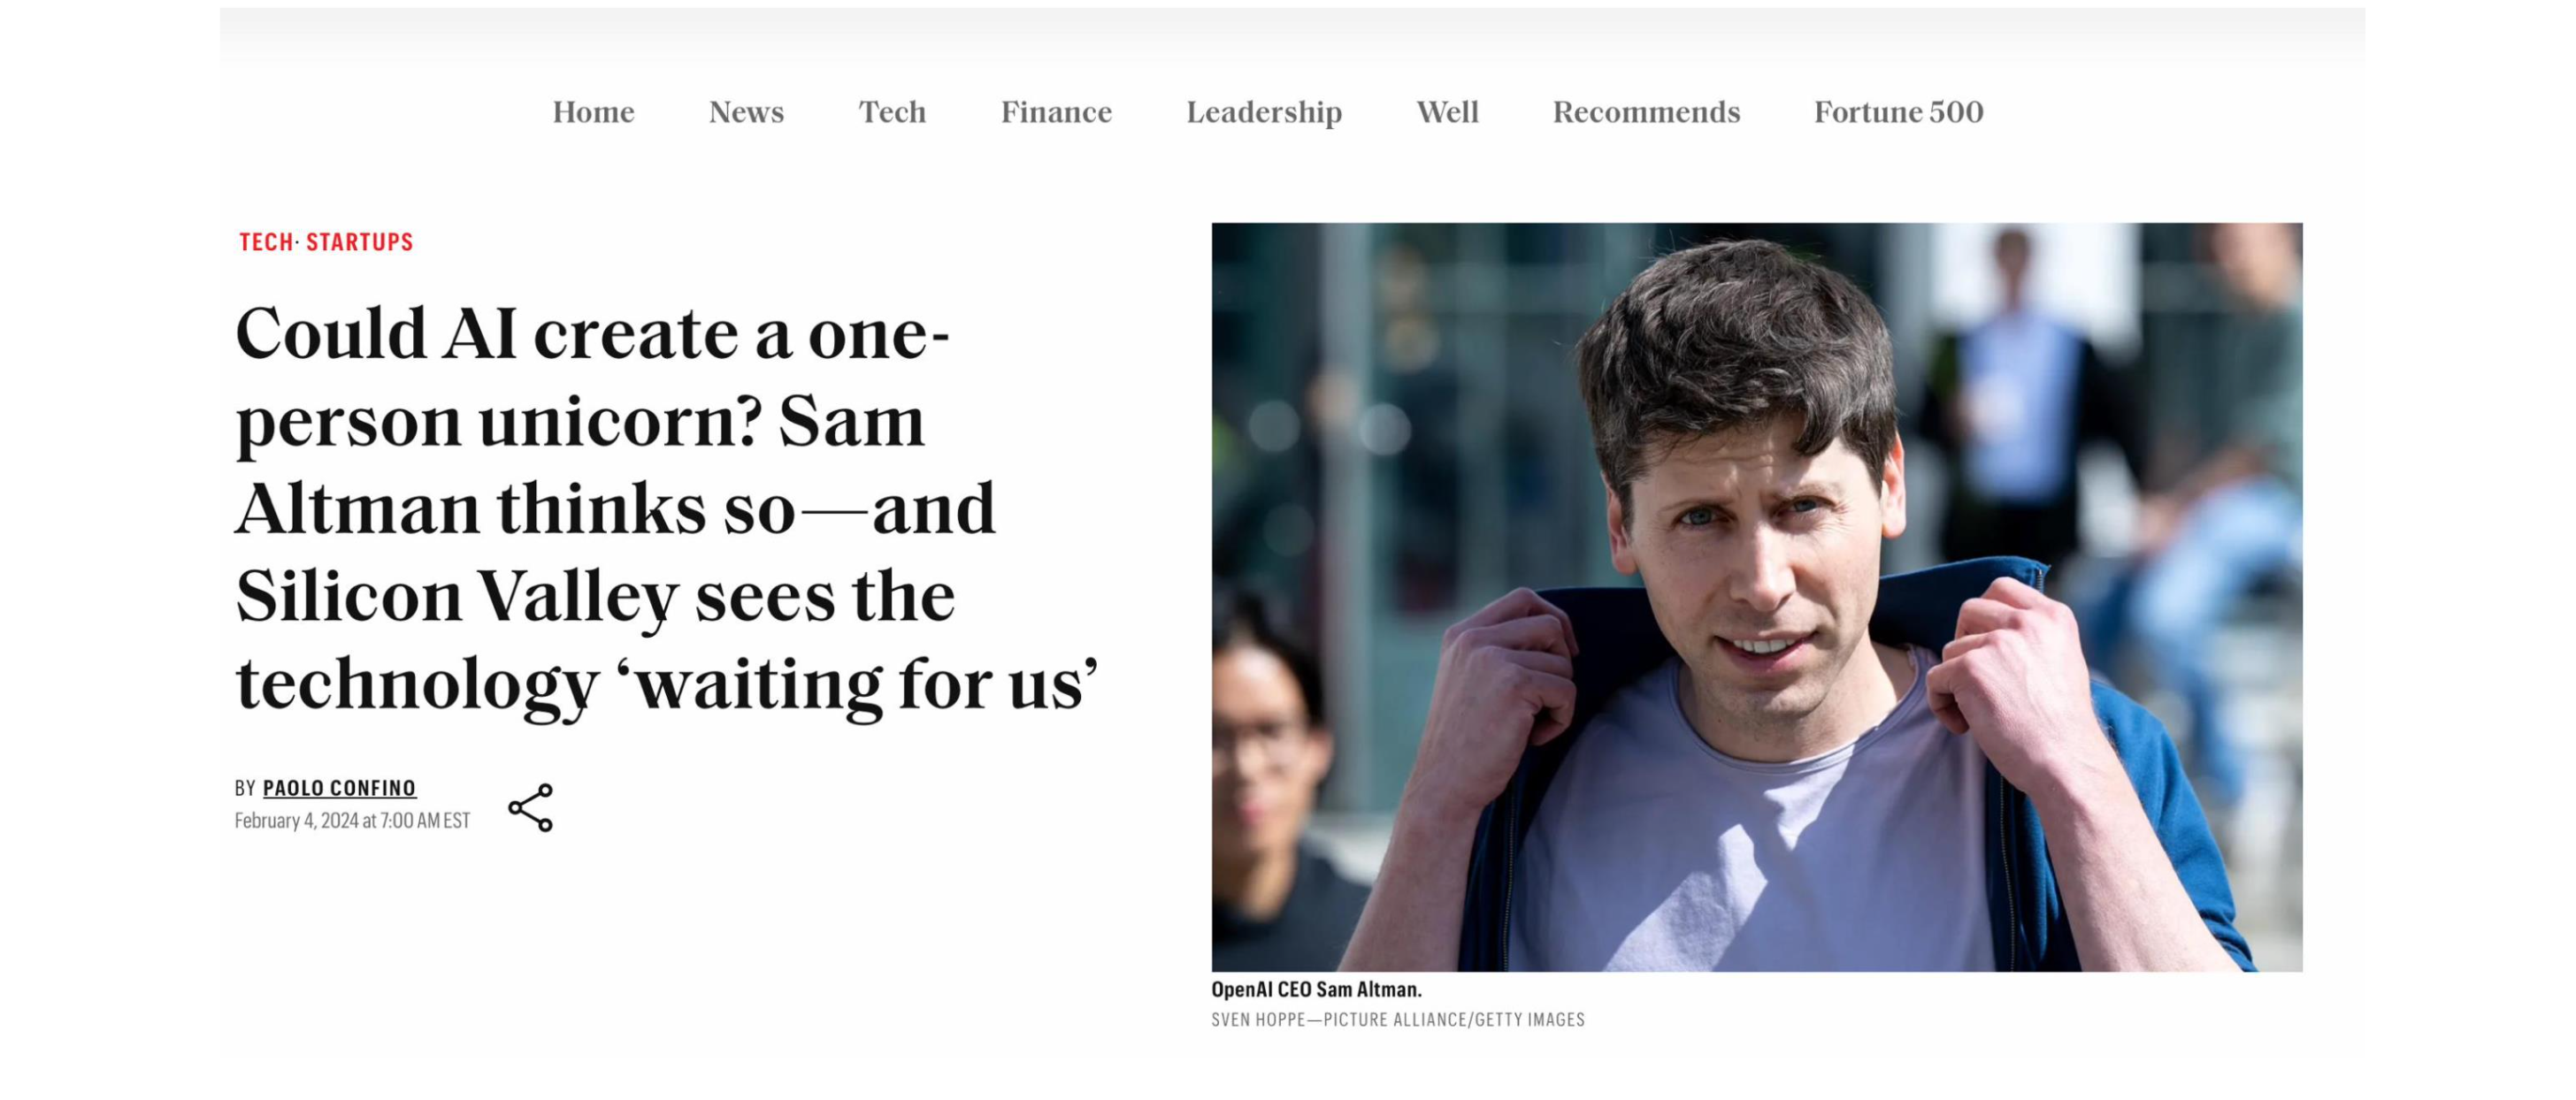 Home News Tech Finance Leadership Well Recommends Fortune 500
TECH· STARTUPS
Could AI create a one-
person unicorn? Sam
Altman thinks so—and
Silicon Valley sees the
technology ‘waiting for us’
BY PAOLO CONFINO
February 4, 2024 at 7:00 AM EST
OpenAI CEO Sam Altman.
SVEN HOPPE—PICTURE ALLIANCE/GETTY IMAGES